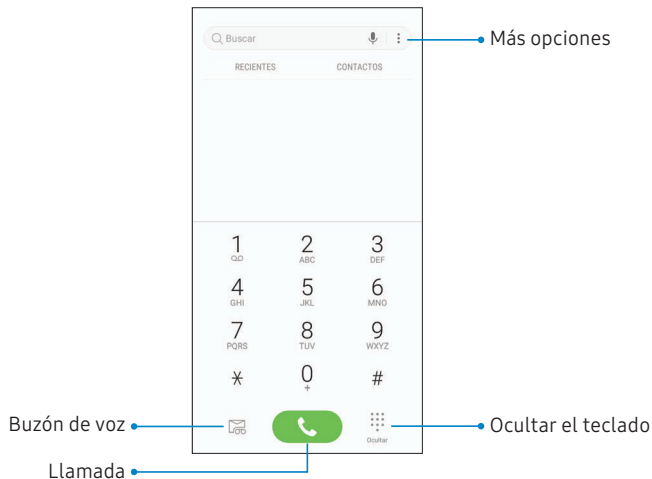 Buscar
Más opciones
RECIENTES CONTACTOS
1 2 3
ABC DEF
4 5 6
GHI JKL MNO
7 8 9
PQRS TUV WXYZ
* 0 #
+
Buzón de voz
Ocultar
Ocultar el teclado
Llamada